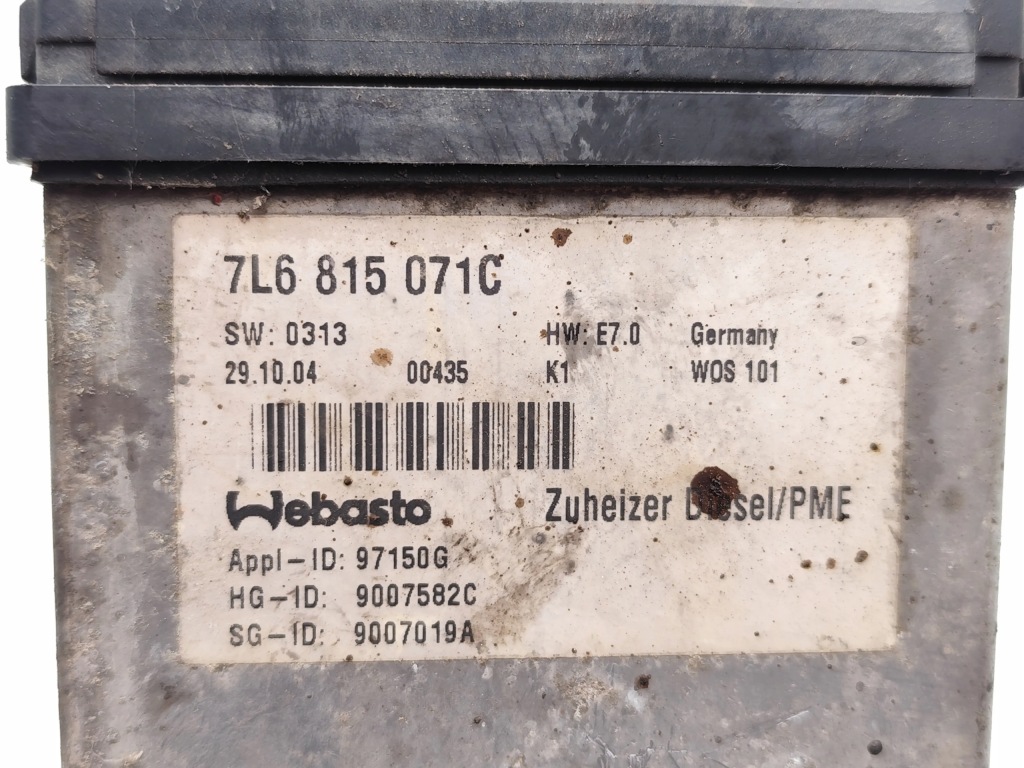 7L6 815 071C
SW: 0313 HW: E7.0 Germany
29.10.04 00435 K1 WOS 101
Webasto Zuheizer Diesel/PME
Appl-ID: 97150G
HG-ID: 9007582C
SG-ID: 9007019A